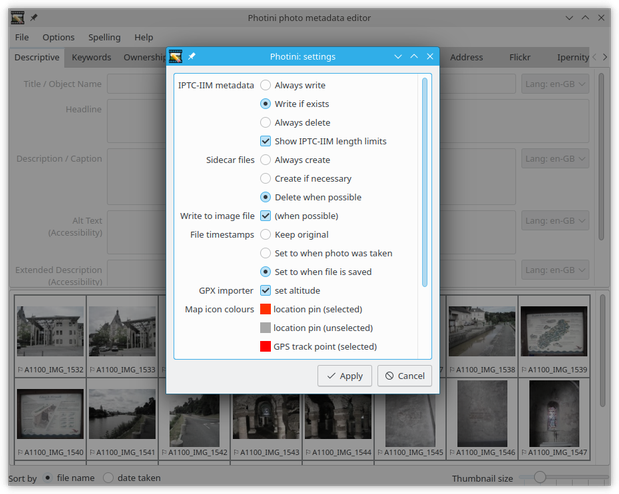 Photini photo metadata editor
File Options Spelling Help
Descriptive Keywords Ownership Address Flickr Ipernity
Photini: settings
Title / Object Name
Lang: en-GB
Headline
Description / Caption
Lang: en-GB
Alt Text
(Accessibility)
Lang: en-GB
Extended Description
(Accessibility)
Lang: en-GB
IPTC-IIM metadata Always write
Write if exists
Always delete
Show IPTC-IIM length limits
Sidecar files Always create
Create if necessary
Delete when possible
Write to image file (when possible)
File timestamps Keep original
Set to when photo was taken
Set to when file is saved
GPX importer set altitude
Map icon colours location pin (selected)
location pin (unselected)
GPS track point (selected)
Apply Cancel
A1100_IMG_1532 A1100_IMG_1533 7 A1100_IMG_1538 A1100_IMG_1539
A1100_IMG_1540 A1100_IMG_1541 A1100_IMG_1542 A1100_IMG_1543 A1100_IMG_1544 A1100_IMG_1545 A1100_IMG_1546 A1100_IMG_1547
Sort by file name date taken Thumbnail size